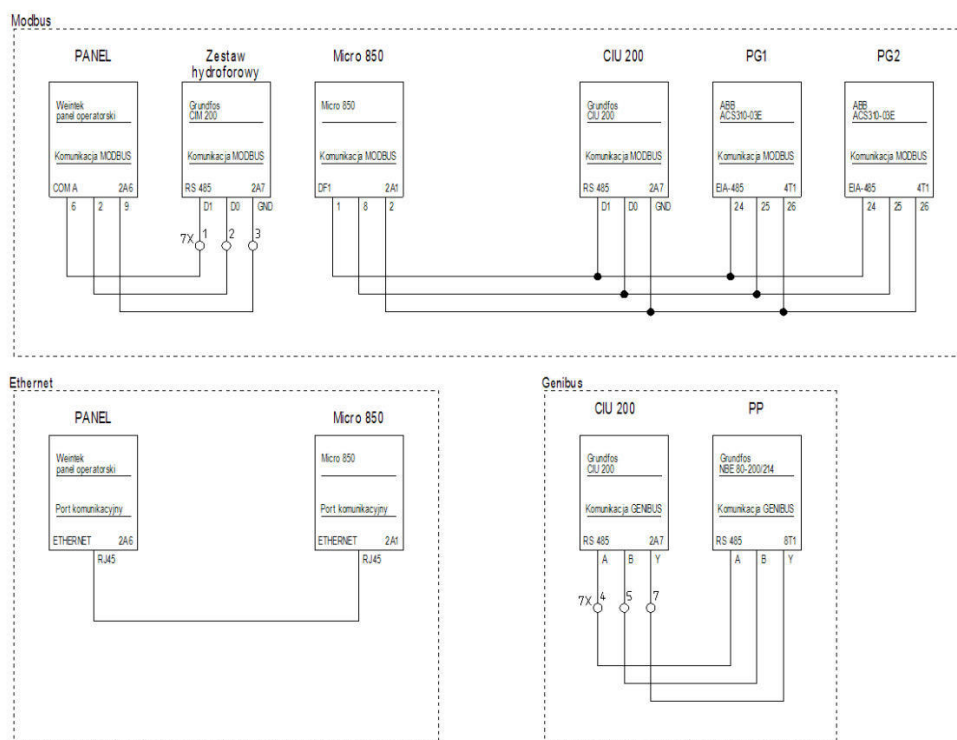 Modbus
PANEL
Zestaw
hydroforowy
Micro 850
CIU 200
PG1
PG2
Weintek
panel operatorski
Grundfos
CIM 200
Micro 850
Grundfos
CIU 200
ABB
ACS310-03E
ABB
ACS310-03E
Komunikacja MODBUS
Komunikacja MODBUS
Komunikacja MODBUS
Komunikacja MODBUS
Komunikacja MODBUS
Komunikacja MODBUS
COM A 2A6
RS 485 2A7
DF1 2A1
RS 485 2A7
EIA-485 4T1
EIA-485 4T1
6 2 9
D1 D0 GND
1 8 2
D1 D0 GND
24 25 26
24 25 26
7X 1 2 3
Ethernet
PANEL
Micro 850
Weintek
panel operatorski
Micro 850
Port komunikacyjny
Port komunikacyjny
ETHERNET 2A6
ETHERNET 2A1
RJ45
RJ45
Genibus
CIU 200
PP
Grundfos
CIU 200
Grundfos
NBE 80-200/214
Komunikacja GENIBUS
Komunikacja GENIBUS
RS 485 2A7
RS 485 8T1
A B Y
A B Y
7X 4 5 7